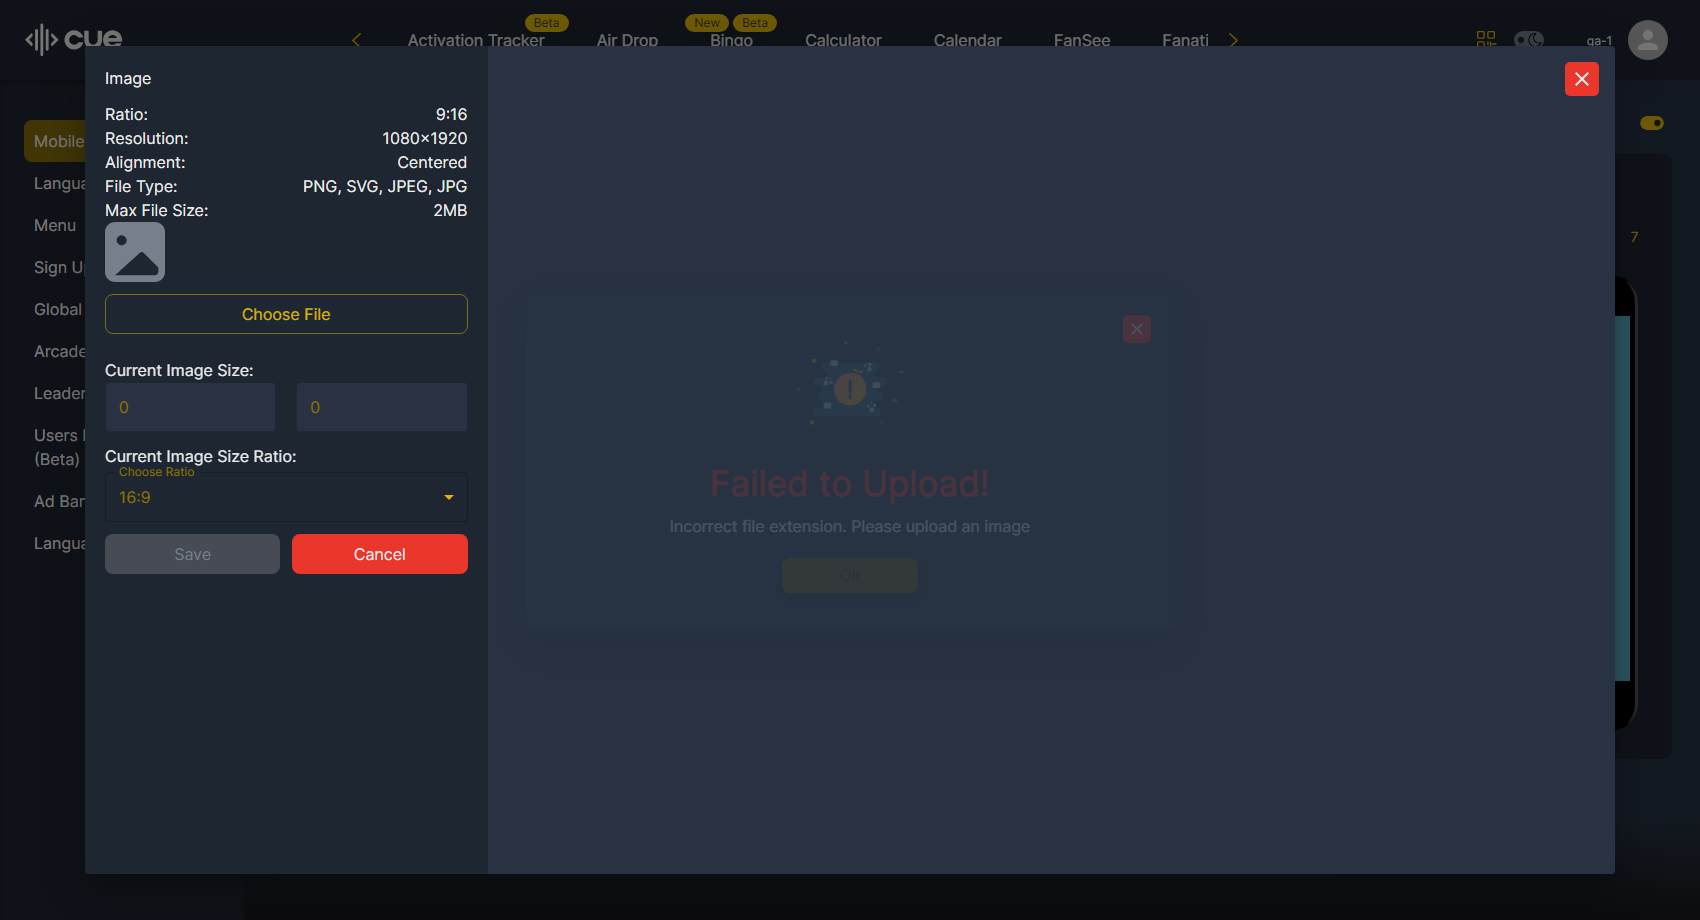 cue
Activation Tracker
Beta
Air Drop
New
Beta
Bingo
Calculator
Calendar
FanSee
Fanati
qa-1
Mobile
Langua
Menu
Sign U
Global
Arcade
Leader
Users
(Beta)
Ad Ban
Langua
Image
Ratio: 9:16
Resolution: 1080×1920
Alignment: Centered
File Type: PNG, SVG, JPEG, JPG
Max File Size: 2MB
Choose File
Current Image Size:
0 0
Current Image Size Ratio:
Choose Ratio
16:9
Save Cancel
Failed to Upload!
Incorrect file extension. Please upload an image
Ok
7